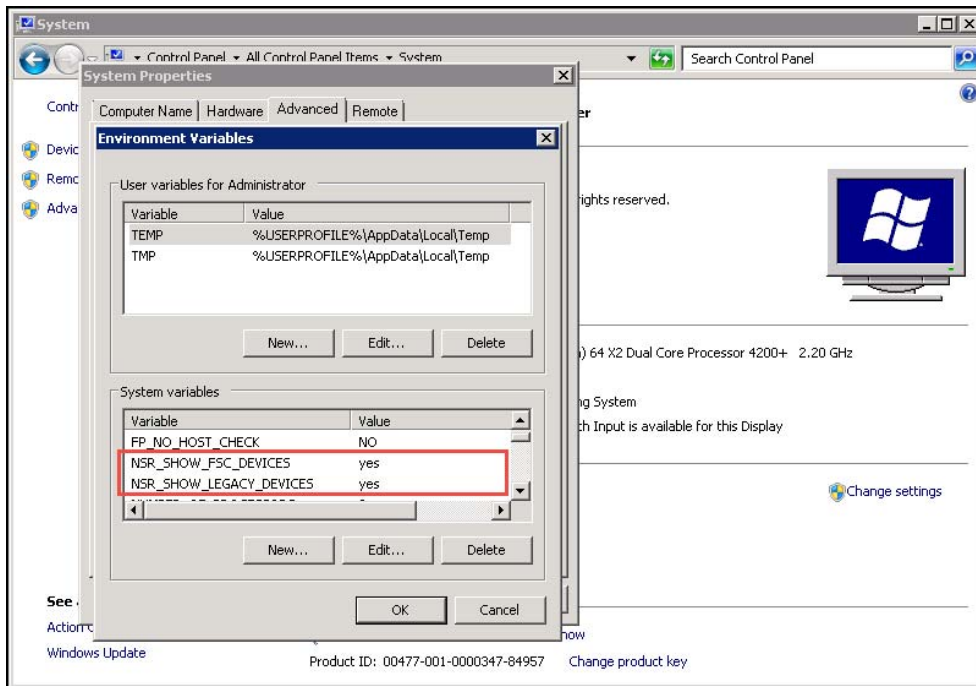 System
Control Panel All Control Panel Items System
Search Control Panel
System Properties
Computer Name Hardware Advanced Remote
Environment Variables
User variables for Administrator
Variable Value
TEMP %USERPROFILE%\AppData\Local\Temp
TMP %USERPROFILE%\AppData\Local\Temp
New... Edit... Delete
System variables
Variable Value
FP_NO_HOST_CHECK NO
NSR_SHOW_FSC_DEVICES yes
NSR_SHOW_LEGACY_DEVICES yes
New... Edit... Delete
OK Cancel
Contr
Devic
Remo
Adva
er
rights reserved.
) 64 X2 Dual Core Processor 4200+ 2.20 GHz
ng System
ch Input is available for this Display
Change settings
See
Action
Windows Update
now
Product ID: 00477-001-0000347-84957 Change product key